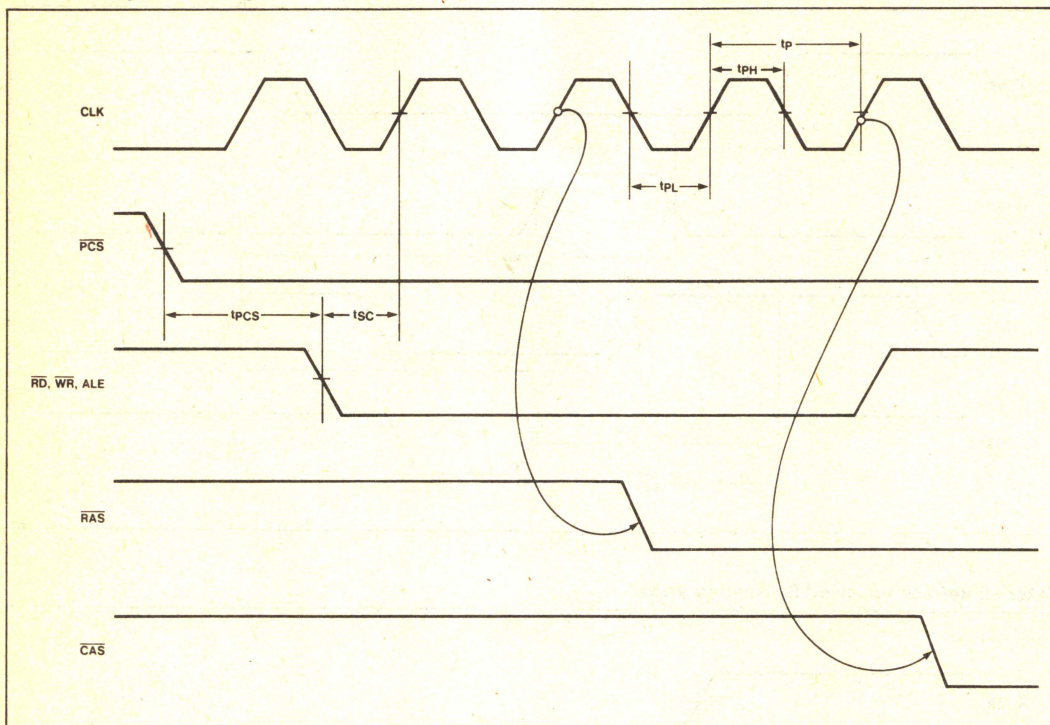 tP
tPH
CLK
tPL
PCS
tPCS
tSC
RD, WR, ALE
RAS
CAS